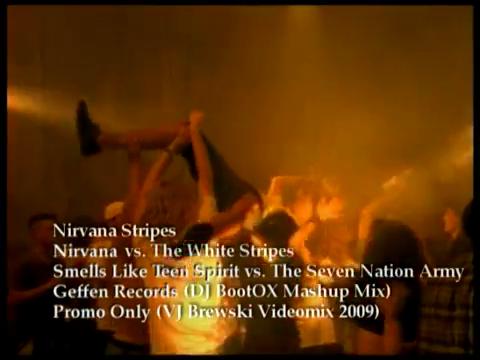 Nirvana Stripes
Nirvana vs. The White Stripes
Smells Like Teen Spirit vs. The Seven Nation Army
Geffen Records (DJ BootOX Mashup Mix)
Promo Only (VJ Brewski Videomix 2009)